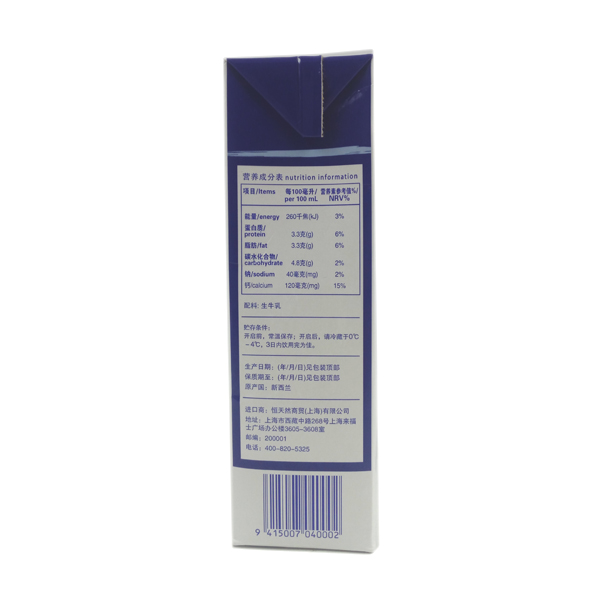 营养成分表 nutrition information
项目/Items 每100毫升/ per 100 mL 营养素参考值%/ NRV%
能量/energy 260千焦(kJ) 3%
蛋白质/ protein 3.3克(g) 6%
脂肪/fat 3.3克(g) 6%
碳水化合物/ carbohydrate 4.8克(g) 2%
钠/sodium 40毫克(mg) 2%
钙/calcium 120毫克(mg) 15%
配料: 生牛乳
贮存条件:
开启前, 常温保存; 开启后, 请冷藏于0℃
-4℃, 3日内饮用完为佳。
生产日期: (年/月/日)见包装顶部
保质期至: (年/月/日)见包装顶部
原产国: 新西兰
进口商: 恒天然商贸(上海)有限公司
地址: 上海市西藏中路268号上海来福
士广场办公楼3605-3608室
邮编: 200001
电话: 400-820-5325
9 415007 040002